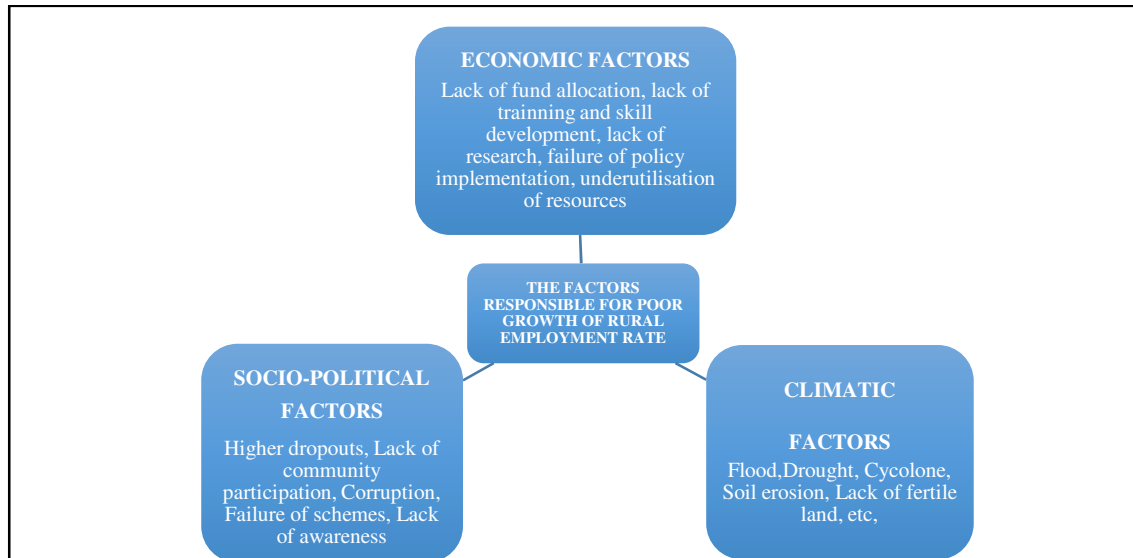 ECONOMIC FACTORS
Lack of fund allocation, lack of
trainning and skill
development, lack of
research, failure of policy
implementation, underutilisation
of resources
THE FACTORS
RESPONSIBLE FOR POOR
GROWTH OF RURAL
EMPLOYMENT RATE
SOCIO-POLITICAL
FACTORS
Higher dropouts, Lack of
community
participation, Corruption,
Failure of schemes, Lack
of awareness
CLIMATIC
FACTORS
Flood,Drought, Cycolone,
Soil erosion, Lack of fertile
land, etc,